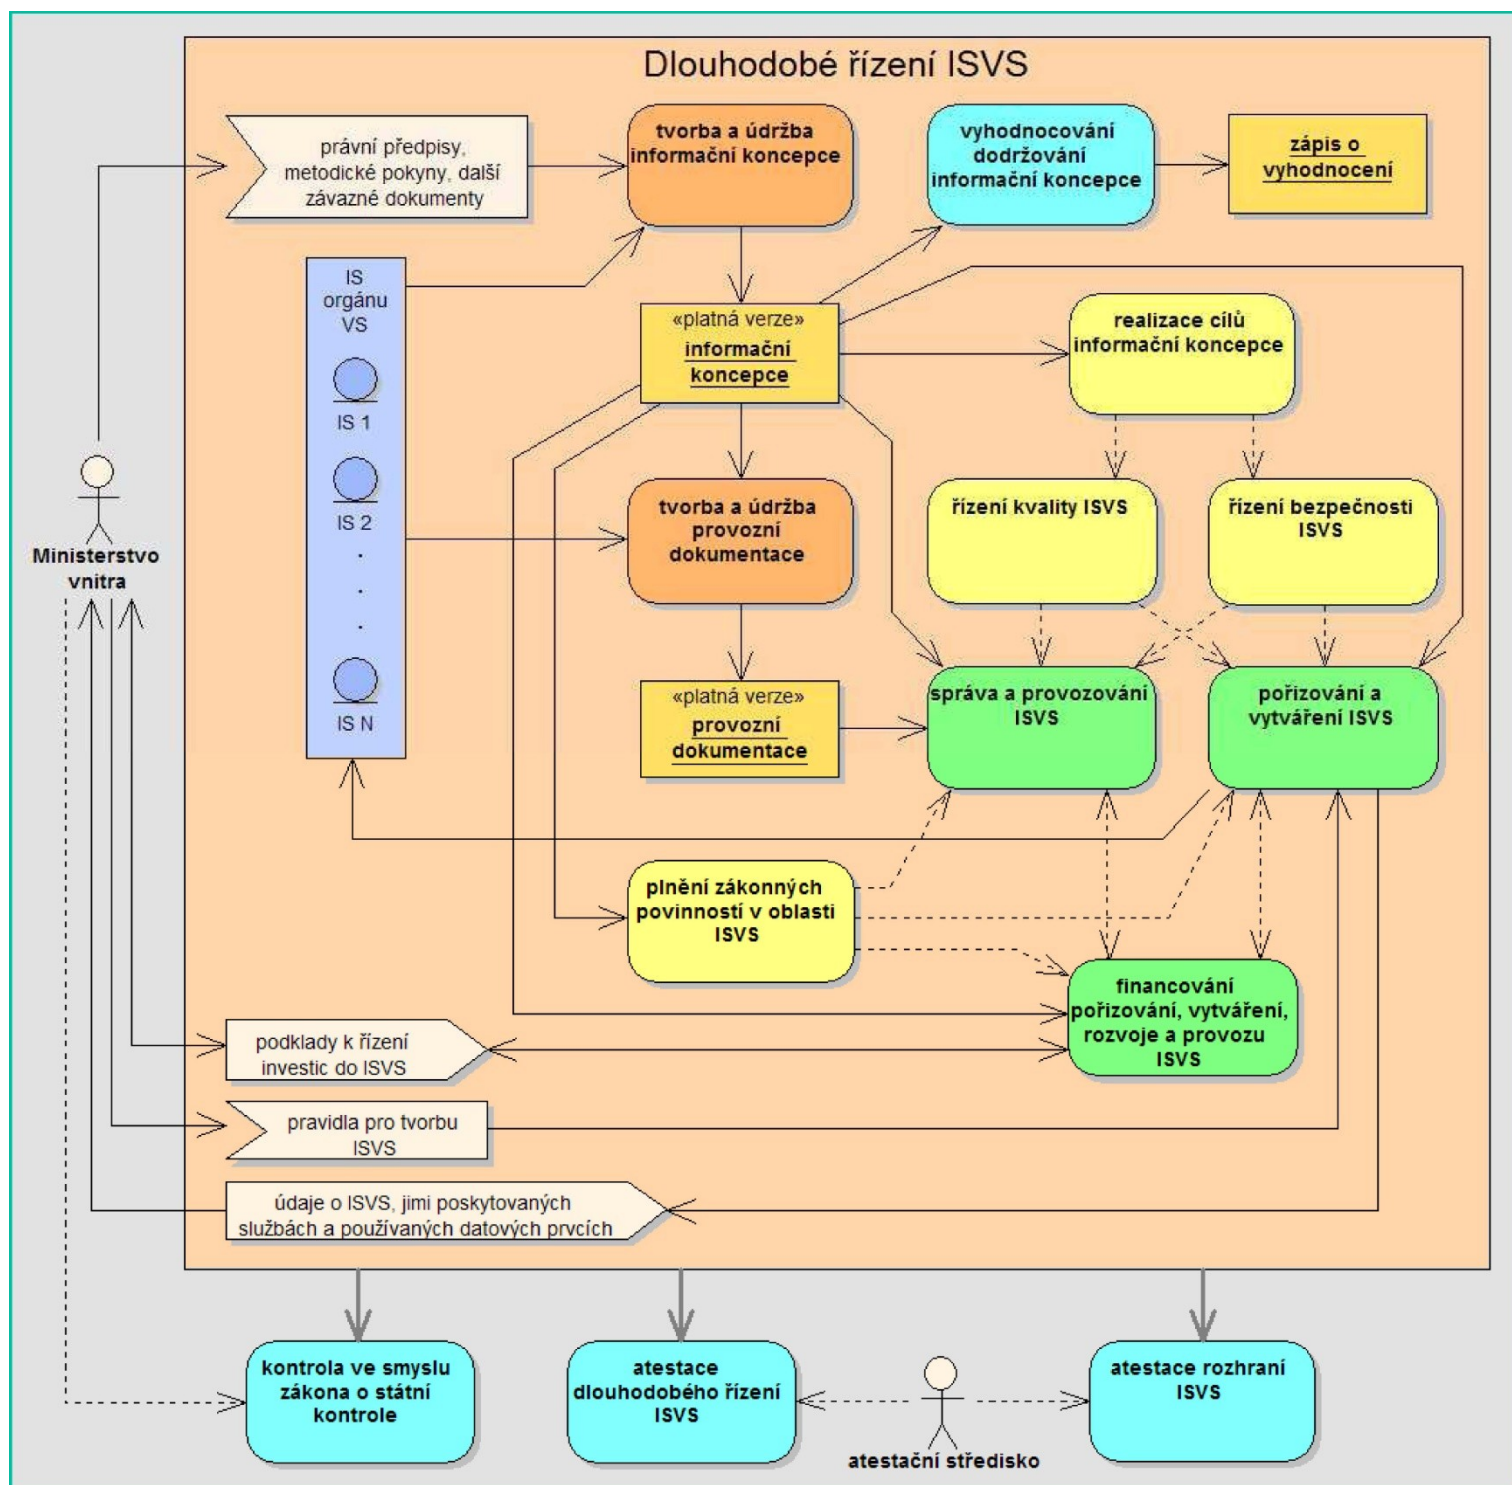 Dlouhodobé řízení ISVS
právní předpisy,
metodické pokyny, další
závazné dokumenty
tvorba a údržba
informační koncepce
vyhodnocování
dodržování
informační koncepce
zápis o
vyhodnocení
IS
orgánu
VS
IS 1
IS 2
.
.
.
IS N
«platná verze»
informační
koncepce
realizace cílů
informační koncepce
Ministerstvo
vnitra
tvorba a údržba
provozní
dokumentace
řízení kvality ISVS
řízení bezpečnosti
ISVS
«platná verze»
provozní
dokumentace
správa a provozování
ISVS
pořizování a
vytváření ISVS
plnění zákonných
povinností v oblasti
ISVS
financování
pořizování, vytváření,
rozvoje a provozu
ISVS
podklady k řízení
investic do ISVS
pravidla pro tvorbu
ISVS
údaje o ISVS, jimi poskytovaných
službách a používaných datových prvcích
kontrola ve smyslu
zákona o státní
kontrole
atestace
dlouhodobého řízení
ISVS
atestační středisko
atestace rozhraní
ISVS